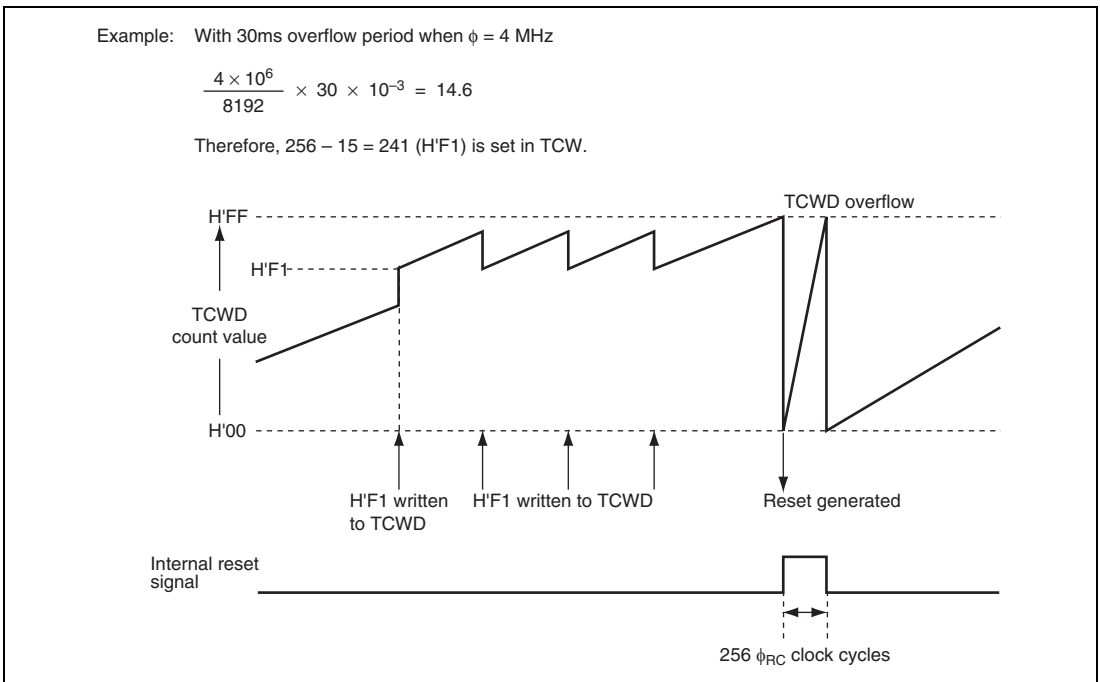 Example: With 30ms overflow period when ϕ = 4 MHz
4 × 10⁶
8192
× 30 × 10⁻³ = 14.6
Therefore, 256 – 15 = 241 (H'F1) is set in TCW.
TCWD overflow
H'FF
H'F1
TCWD
count value
H'00
H'F1 written
to TCWD
H'F1 written to TCWD
Reset generated
Internal reset
signal
256 ϕRC clock cycles